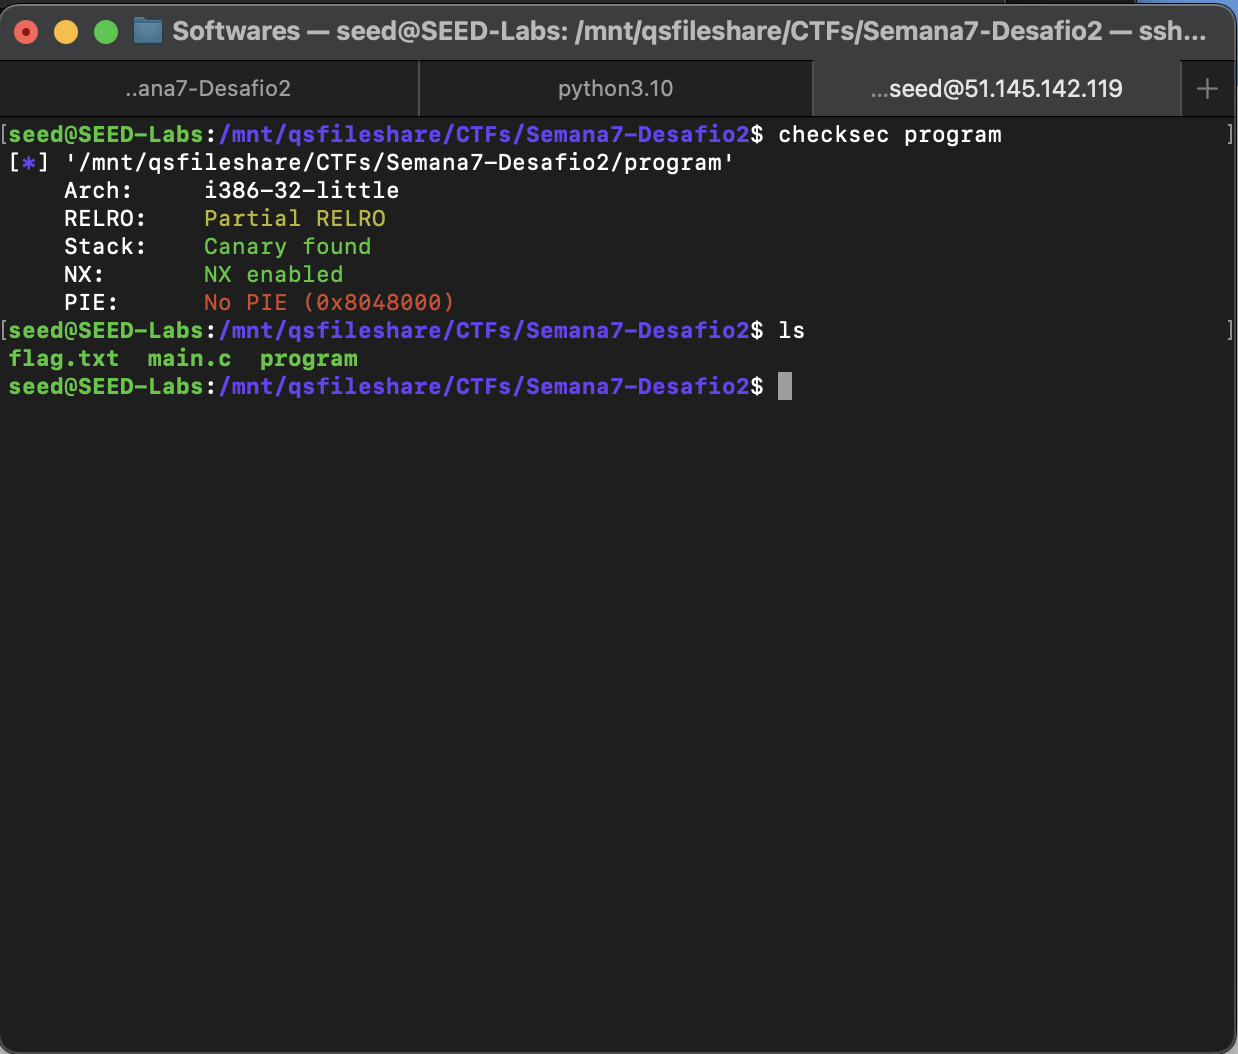 Softwares — seed@SEED-Labs: /mnt/qsfileshare/CTFs/Semana7-Desafio2 — ssh...
..ana7-Desafio2
python3.10
...seed@51.145.142.119
+
[seed@SEED-Labs:/mnt/qsfileshare/CTFs/Semana7-Desafio2$ checksec program ]
[*] '/mnt/qsfileshare/CTFs/Semana7-Desafio2/program'
Arch: i386-32-little
RELRO: Partial RELRO
Stack: Canary found
NX: NX enabled
PIE: No PIE (0x8048000)
[seed@SEED-Labs:/mnt/qsfileshare/CTFs/Semana7-Desafio2$ ls ]
flag.txt main.c program
seed@SEED-Labs:/mnt/qsfileshare/CTFs/Semana7-Desafio2$